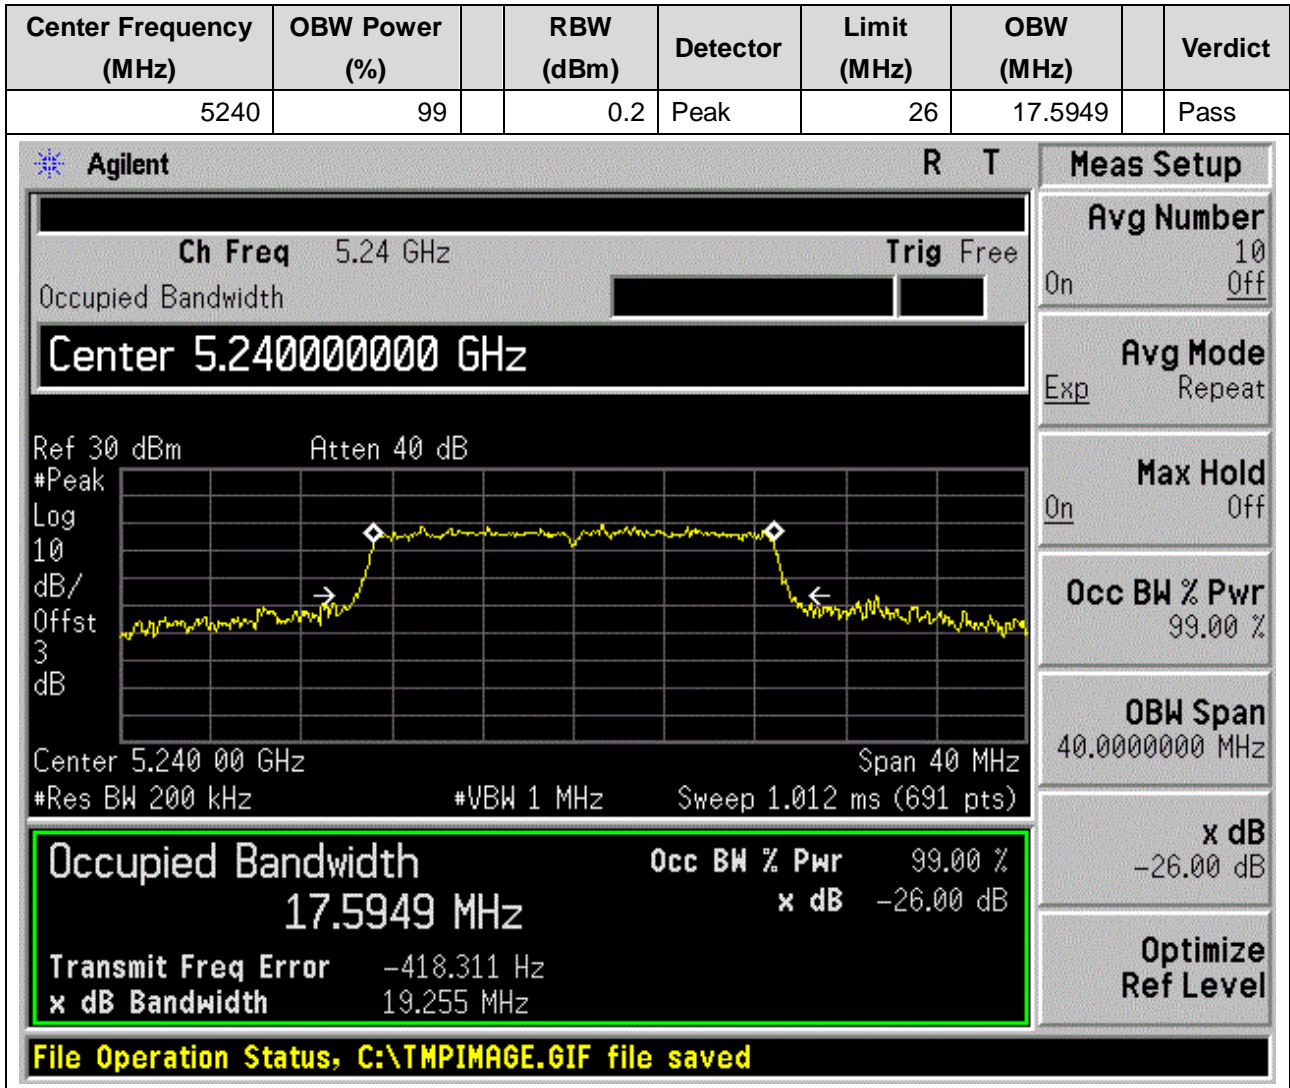 Center Frequency (MHz) OBW Power (%) RBW (dBm) Detector Limit (MHz) OBW (MHz) Verdict
5240 99 0.2 Peak 26 17.5949 Pass
Agilent R T Meas Setup
Ch Freq 5.24 GHz Trig Free
Occupied Bandwidth
Center 5.240000000 GHz
Ref 30 dBm Atten 40 dB
#Peak
Log
10
dB/
Offst
3
dB
Center 5.240 00 GHz Span 40 MHz
#Res BW 200 kHz #VBW 1 MHz Sweep 1.012 ms (691 pts)
Occupied Bandwidth
17.5949 MHz
Occ BW % Pwr 99.00 %
x dB -26.00 dB
Transmit Freq Error -418.311 Hz
x dB Bandwidth 19.255 MHz
Avg Number
10
On Off
Avg Mode
Exp Repeat
Max Hold
On Off
Occ BW % Pwr
99.00 %
OBW Span
40.0000000 MHz
x dB
-26.00 dB
Optimize
Ref Level
File Operation Status, C:\TMPIMAGE.GIF file saved